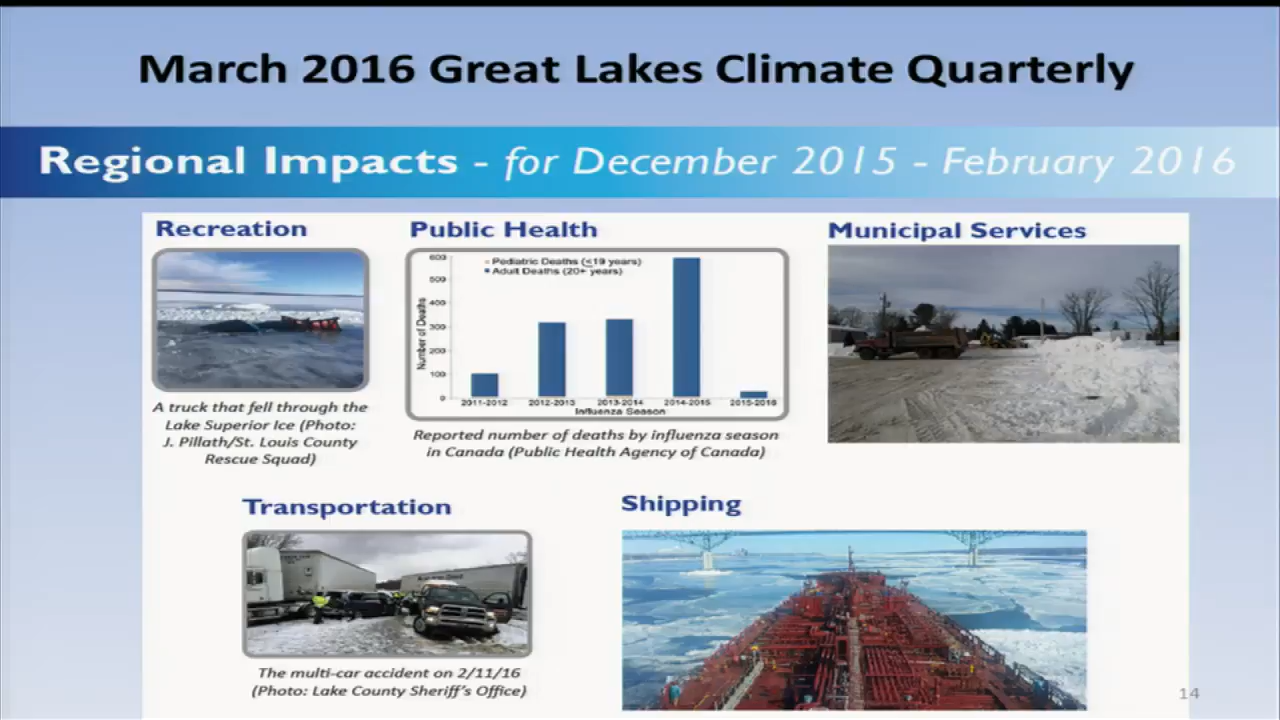 March 2016 Great Lakes Climate Quarterly
Regional Impacts - for December 2015 - February 2016
Recreation
A truck that fell through the
Lake Superior Ice (Photo:
J. Pillath/St. Louis County
Rescue Squad)
Public Health
Pediatric Deaths (≤19 years)
Adult Deaths (20+ years)
Number of Deaths
600
500
400
300
200
100
0
2011-2012 2012-2013 2013-2014 2014-2015 2015-2016
Influenza Season
Reported number of deaths by influenza season
in Canada (Public Health Agency of Canada)
Municipal Services
Transportation
The multi-car accident on 2/11/16
(Photo: Lake County Sheriff's Office)
Shipping
14